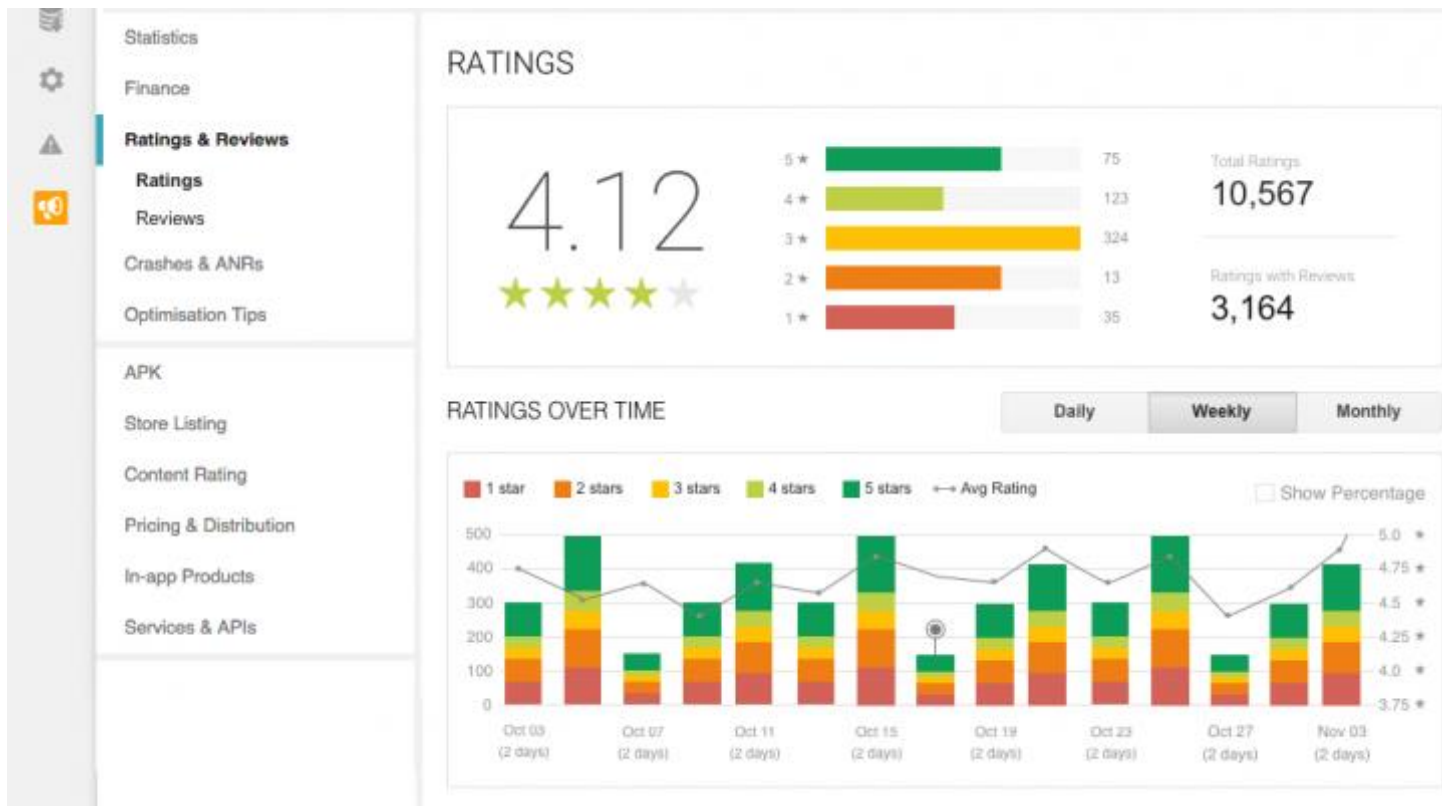 Statistics
Finance
Ratings & Reviews
Ratings
Reviews
Crashes & ANRs
Optimisation Tips
APK
Store Listing
Content Rating
Pricing & Distribution
In-app Products
Services & APIs
RATINGS
4.12
5 ★ 75
4 ★ 123
3 ★ 324
2 ★ 13
1 ★ 35
Total Ratings
10,567
Ratings with Reviews
3,164
RATINGS OVER TIME
Daily Weekly Monthly
1 star 2 stars 3 stars 4 stars 5 stars Avg Rating
Show Percentage
500 5.0 ★
400 4.75 ★
300 4.5 ★
200 4.25 ★
100 4.0 ★
0 3.75 ★
Oct 03 Oct 07 Oct 11 Oct 15 Oct 19 Oct 23 Oct 27 Nov 03
(2 days) (2 days) (2 days) (2 days) (2 days) (2 days) (2 days) (2 days)